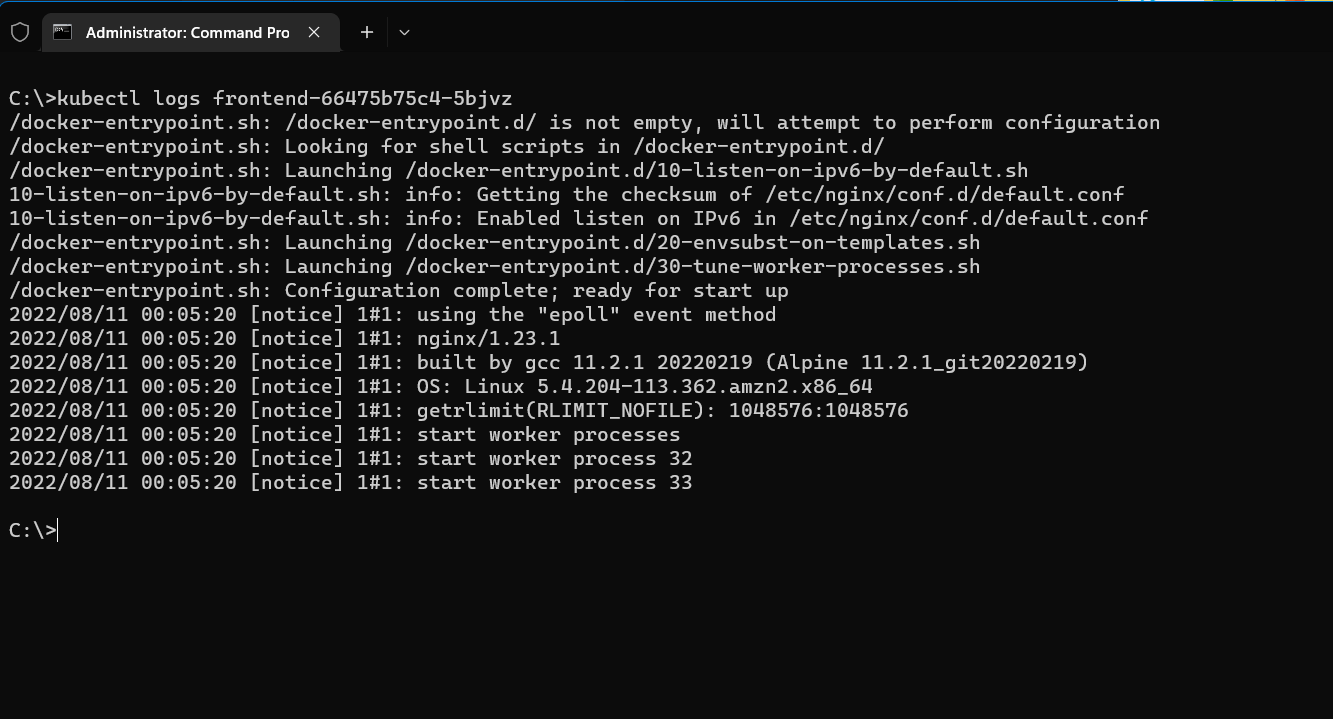 Administrator: Command Pro
C:\>kubectl logs frontend-66475b75c4-5bjvz
/docker-entrypoint.sh: /docker-entrypoint.d/ is not empty, will attempt to perform configuration
/docker-entrypoint.sh: Looking for shell scripts in /docker-entrypoint.d/
/docker-entrypoint.sh: Launching /docker-entrypoint.d/10-listen-on-ipv6-by-default.sh
10-listen-on-ipv6-by-default.sh: info: Getting the checksum of /etc/nginx/conf.d/default.conf
10-listen-on-ipv6-by-default.sh: info: Enabled listen on IPv6 in /etc/nginx/conf.d/default.conf
/docker-entrypoint.sh: Launching /docker-entrypoint.d/20-envsubst-on-templates.sh
/docker-entrypoint.sh: Launching /docker-entrypoint.d/30-tune-worker-processes.sh
/docker-entrypoint.sh: Configuration complete; ready for start up
2022/08/11 00:05:20 [notice] 1#1: using the "epoll" event method
2022/08/11 00:05:20 [notice] 1#1: nginx/1.23.1
2022/08/11 00:05:20 [notice] 1#1: built by gcc 11.2.1 20220219 (Alpine 11.2.1_git20220219)
2022/08/11 00:05:20 [notice] 1#1: OS: Linux 5.4.204-113.362.amzn2.x86_64
2022/08/11 00:05:20 [notice] 1#1: getrlimit(RLIMIT_NOFILE): 1048576:1048576
2022/08/11 00:05:20 [notice] 1#1: start worker processes
2022/08/11 00:05:20 [notice] 1#1: start worker process 32
2022/08/11 00:05:20 [notice] 1#1: start worker process 33
C:\>